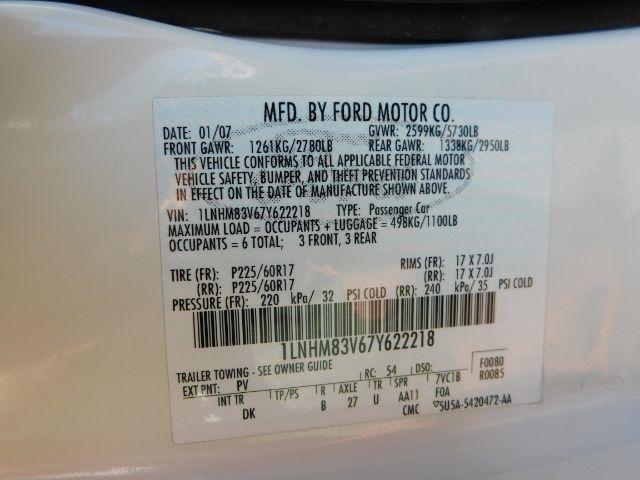 MFD. BY FORD MOTOR CO.
DATE: 01/07 GVWR: 2599KG/5730LB
FRONT GAWR: 1261KG/2780LB REAR GAWR: 1338KG/2950LB
THIS VEHICLE CONFORMS TO ALL APPLICABLE FEDERAL MOTOR
VEHICLE SAFETY, BUMPER, AND THEFT PREVENTION STANDARDS
IN EFFECT ON THE DATE OF MANUFACTURE SHOWN ABOVE.
VIN: 1LNHM83V67Y622218 TYPE: Passenger Car
MAXIMUM LOAD = OCCUPANTS + LUGGAGE = 498KG/1100LB
OCCUPANTS = 6 TOTAL; 3 FRONT, 3 REAR
TIRE (FR): P225/60R17 RIMS (FR): 17 X 7.0J
(RR): P225/60R17 (RR): 17 X 7.0J
PRESSURE (FR): 220 kPa/ 32 PSI COLD (RR): 240 kPa/ 35 PSI COLD
1LNHM83V67Y622218
TRAILER TOWING - SEE OWNER GUIDE
EXT PNT: PV RC: 54 DSO: F0080
7VC18 R0085
INT TR TP/PS R AXLE TR SPR F0A
DK B 27 U AA11
CMC SU5A-5420472-AA